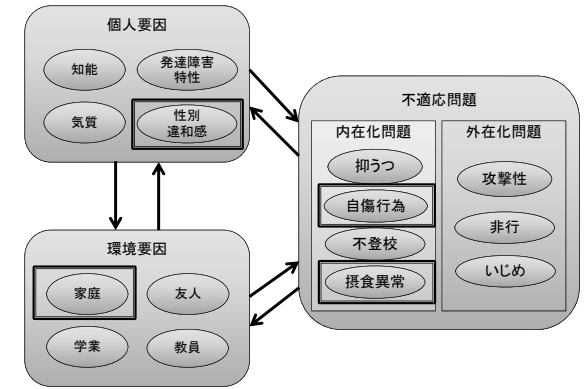 個人要因
知能
発達障害
特性
気質
性別
違和感
環境要因
家庭
友人
学業
教員
不適応問題
内在化問題
抑うつ
自傷行為
不登校
摂食異常
外在化問題
攻撃性
非行
いじめ